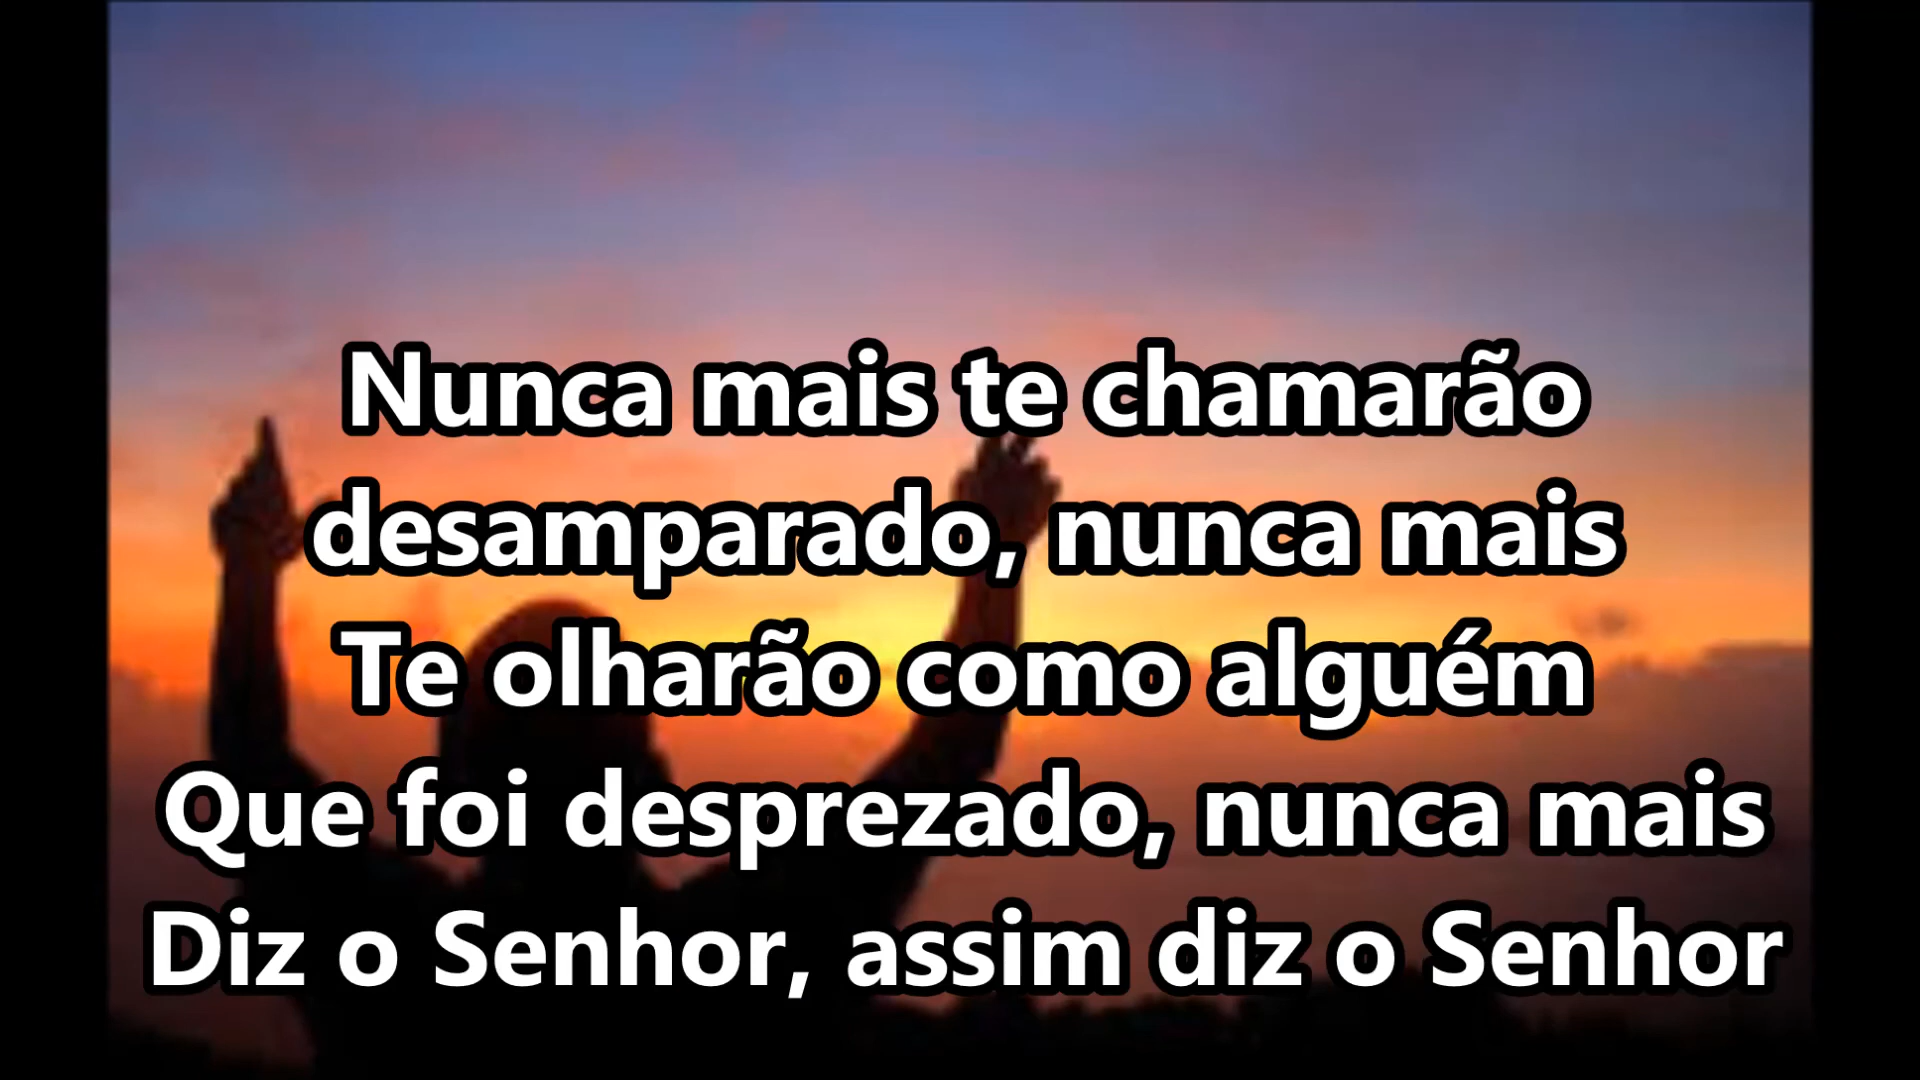 Nunca mais te chamarão
desamparado, nunca mais
Te olharão como alguém
Que foi desprezado, nunca mais
Diz o Senhor, assim diz o Senhor